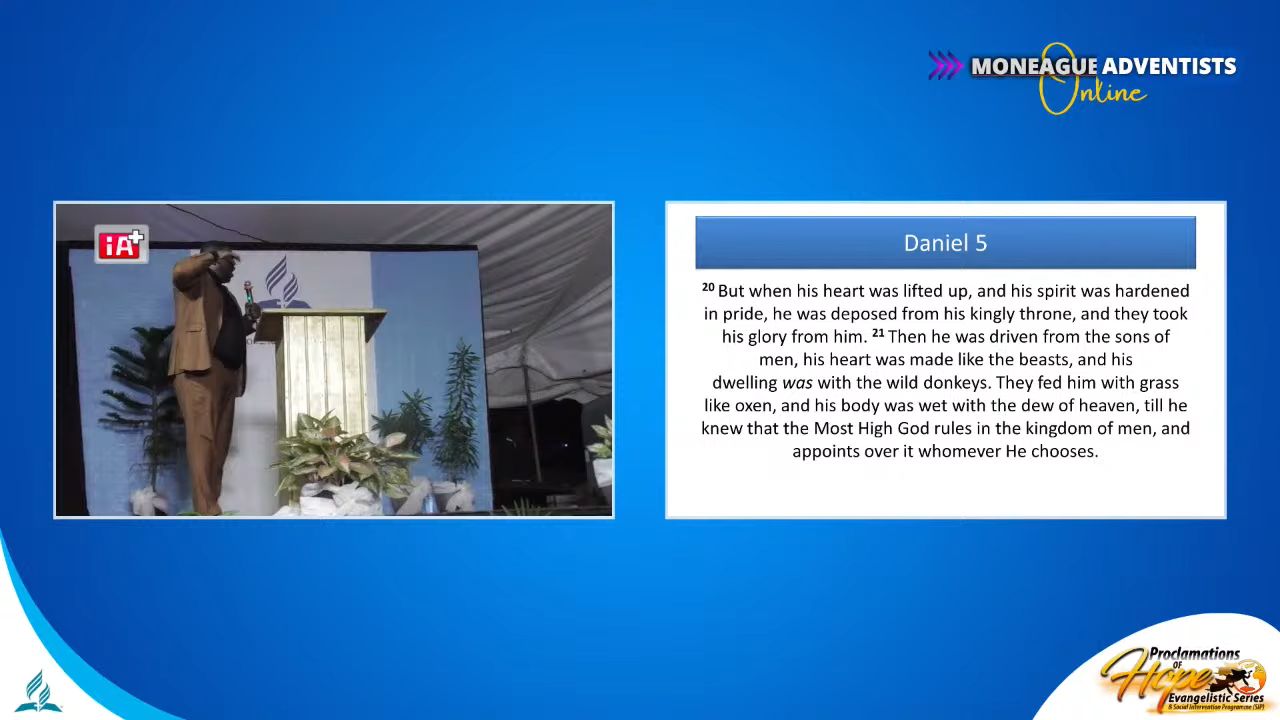 MONEAGUE ADVENTISTS
Online
iA+
Daniel 5
20 But when his heart was lifted up, and his spirit was hardened
in pride, he was deposed from his kingly throne, and they took
his glory from him. 21 Then he was driven from the sons of
men, his heart was made like the beasts, and his
dwelling was with the wild donkeys. They fed him with grass
like oxen, and his body was wet with the dew of heaven, till he
knew that the Most High God rules in the kingdom of men, and
appoints over it whomever He chooses.
Proclamations
OF
Hope
Evangelistic Series
& Social Intervention Programme (SIP)